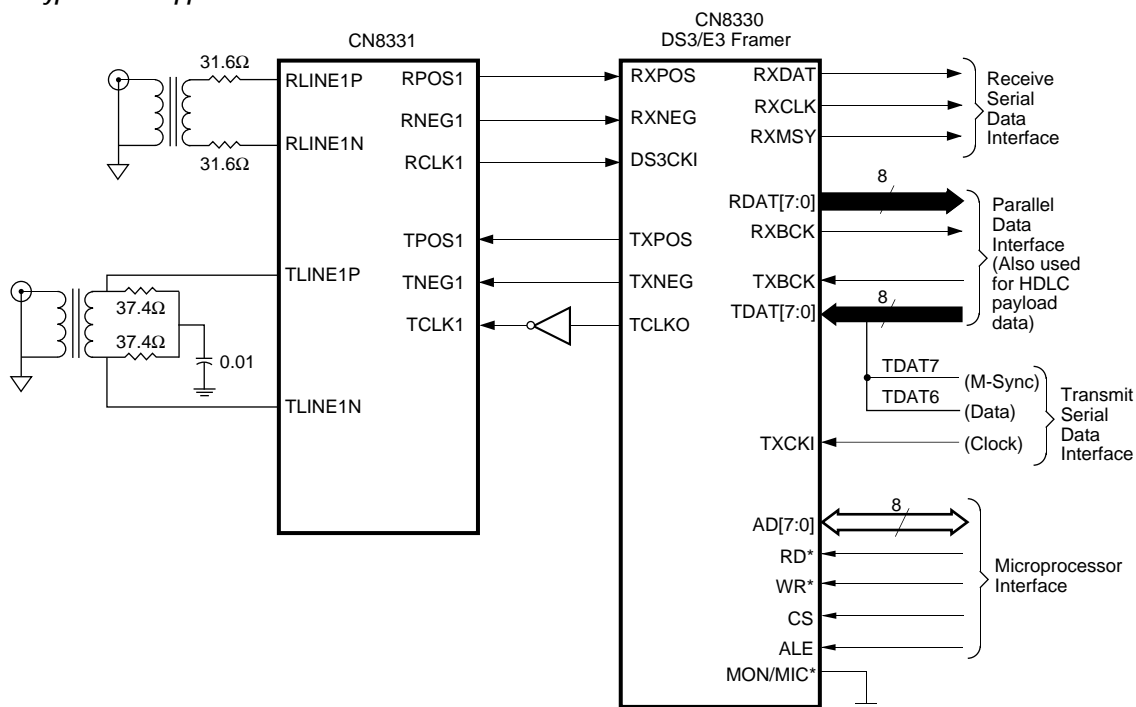 CN8330
DS3/E3 Framer
CN8331
31.6Ω
31.6Ω
RLINE1P
RLINE1N
RPOS1
RNEG1
RCLK1
RXPOS
RXNEG
DS3CKI
RXDAT
RXCLK
RXMSY
Receive
Serial
Data
Interface
8
RDAT[7:0]
RXBCK
TXBCK
8
TDAT[7:0]
Parallel
Data
Interface
(Also used
for HDLC
payload
data)
TPOS1
TNEG1
TCLK1
TXPOS
TXNEG
TCLKO
TLINE1P
37.4Ω
37.4Ω
0.01
TLINE1N
TDAT7
(M-Sync)
TDAT6
(Data)
TXCKI
(Clock)
Transmit
Serial
Data
Interface
8
AD[7:0]
RD*
WR*
CS
ALE
MON/MIC*
Microprocessor
Interface